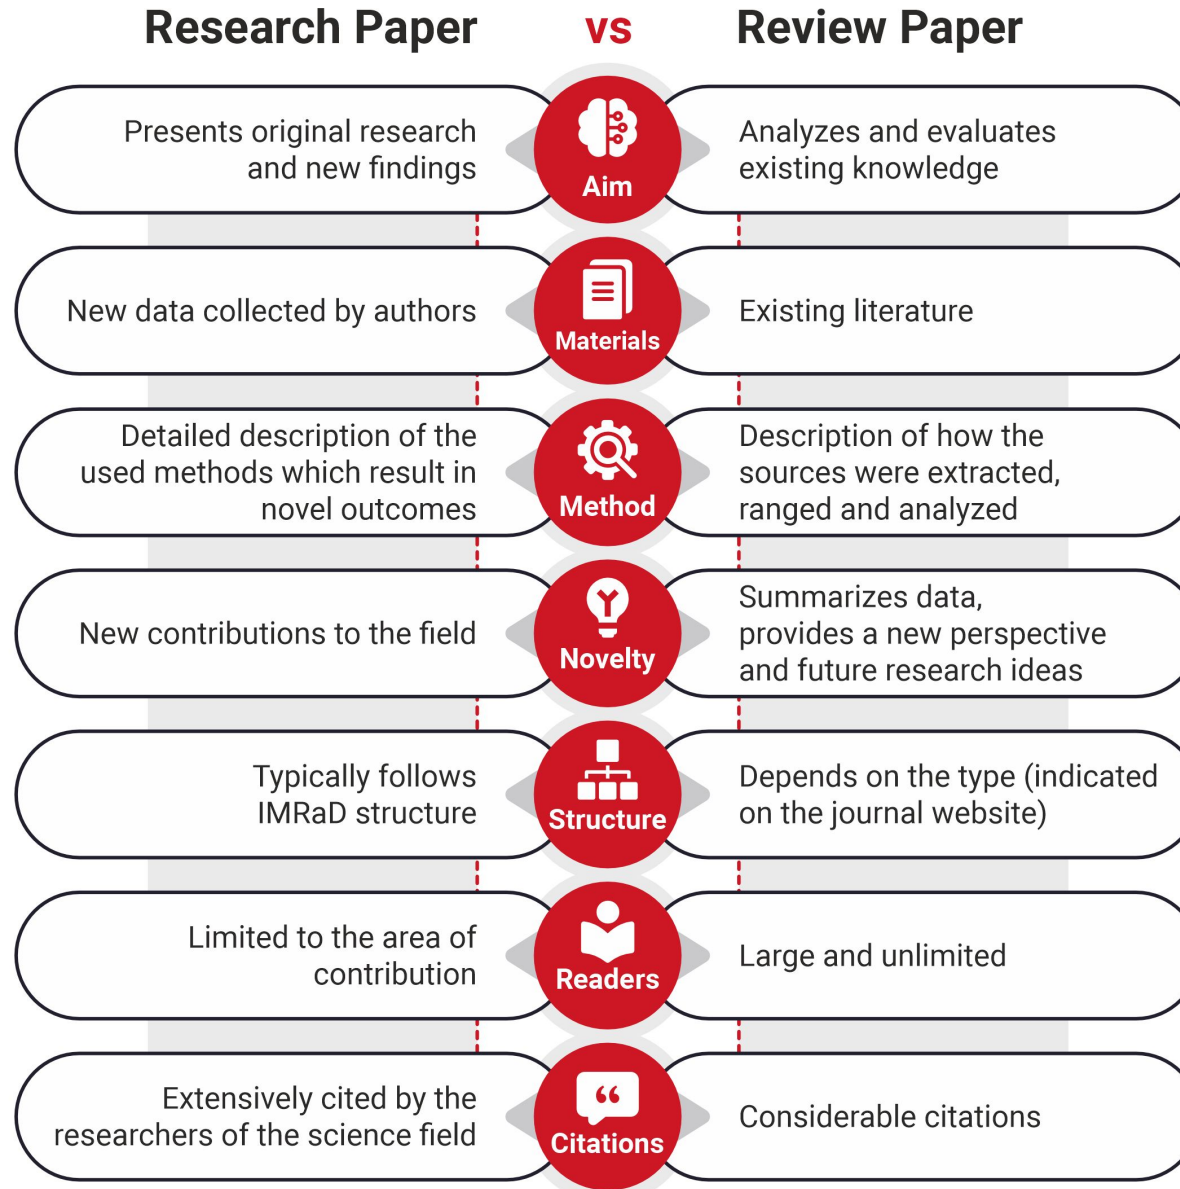 Research Paper vs Review Paper
Presents original research
and new findings
Aim
Analyzes and evaluates
existing knowledge
New data collected by authors
Materials
Existing literature
Detailed description of the
used methods which result in
novel outcomes
Method
Description of how the
sources were extracted,
ranged and analyzed
New contributions to the field
Novelty
Summarizes data,
provides a new perspective
and future research ideas
Typically follows
IMRaD structure
Structure
Depends on the type (indicated
on the journal website)
Limited to the area of
contribution
Readers
Large and unlimited
Extensively cited by the
researchers of the science field
Citations
Considerable citations